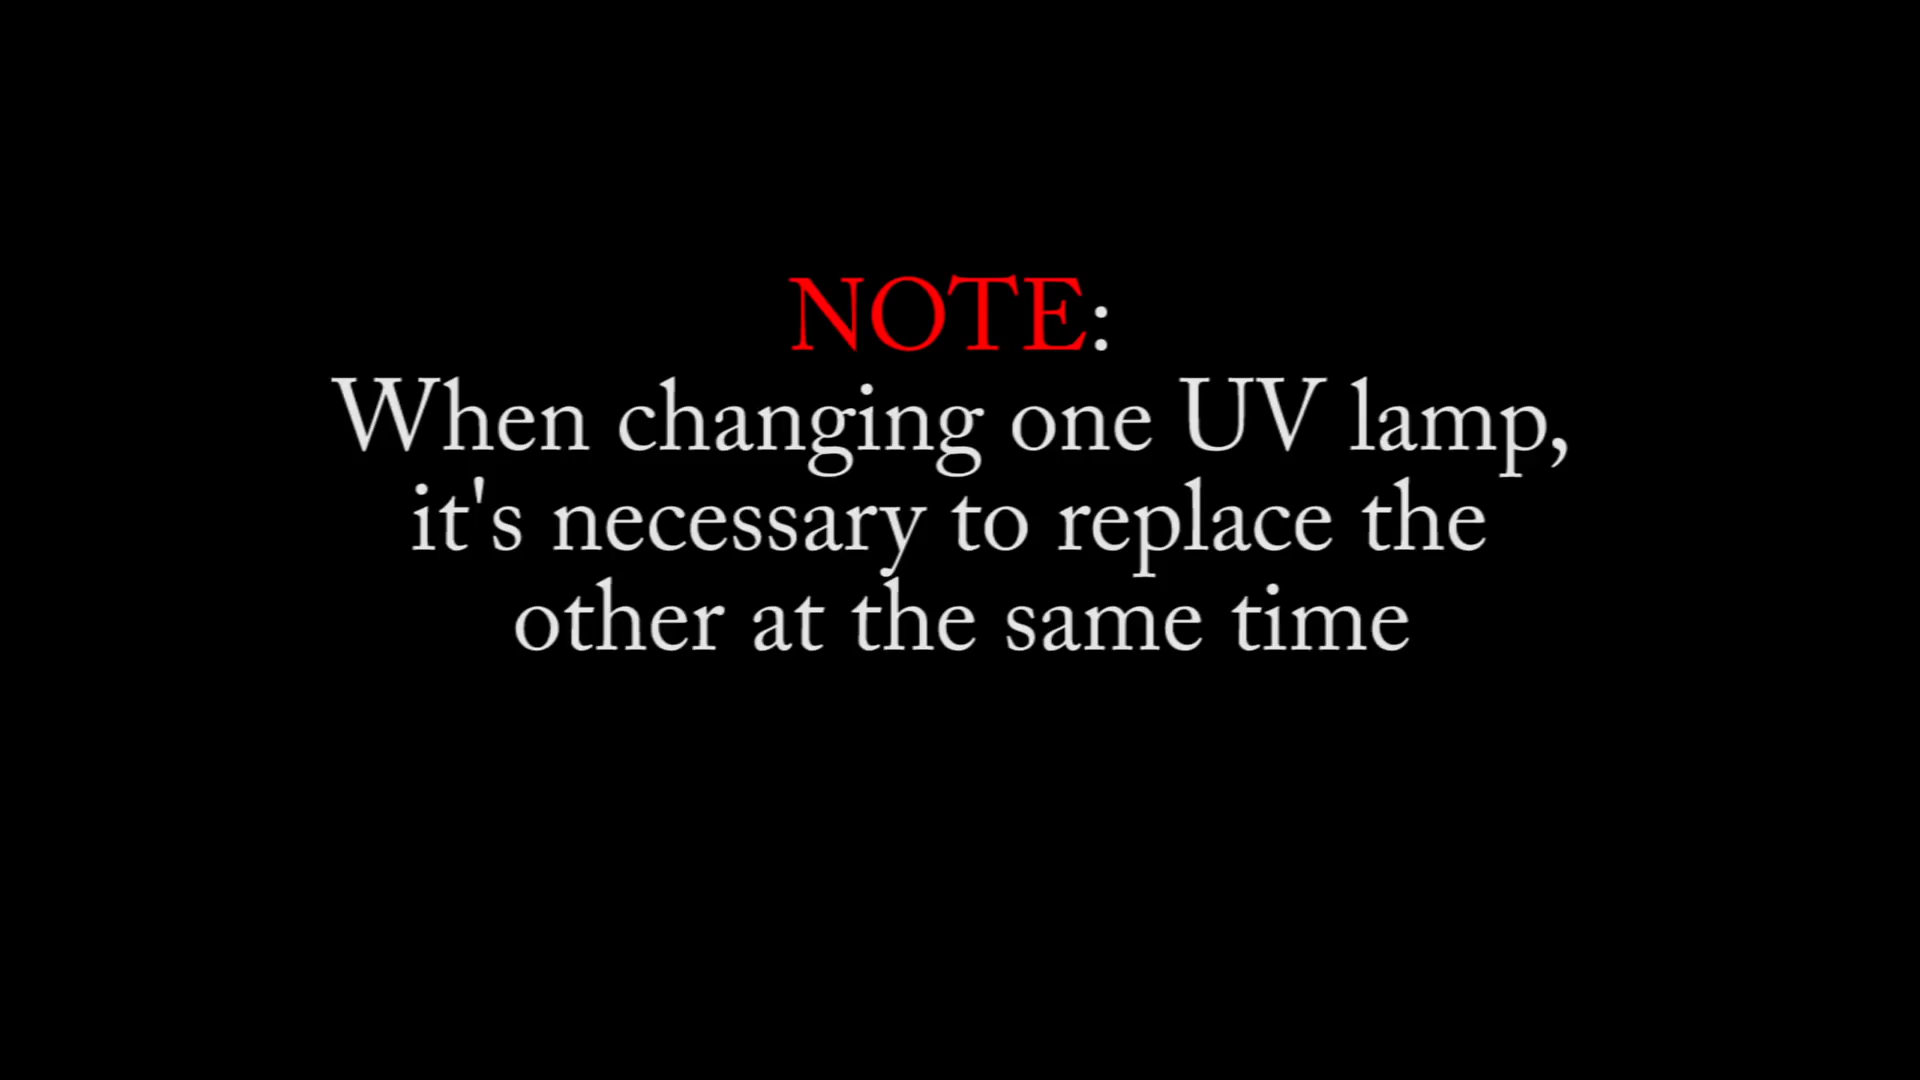 NOTE:
When changing one UV lamp,
it's necessary to replace the
other at the same time